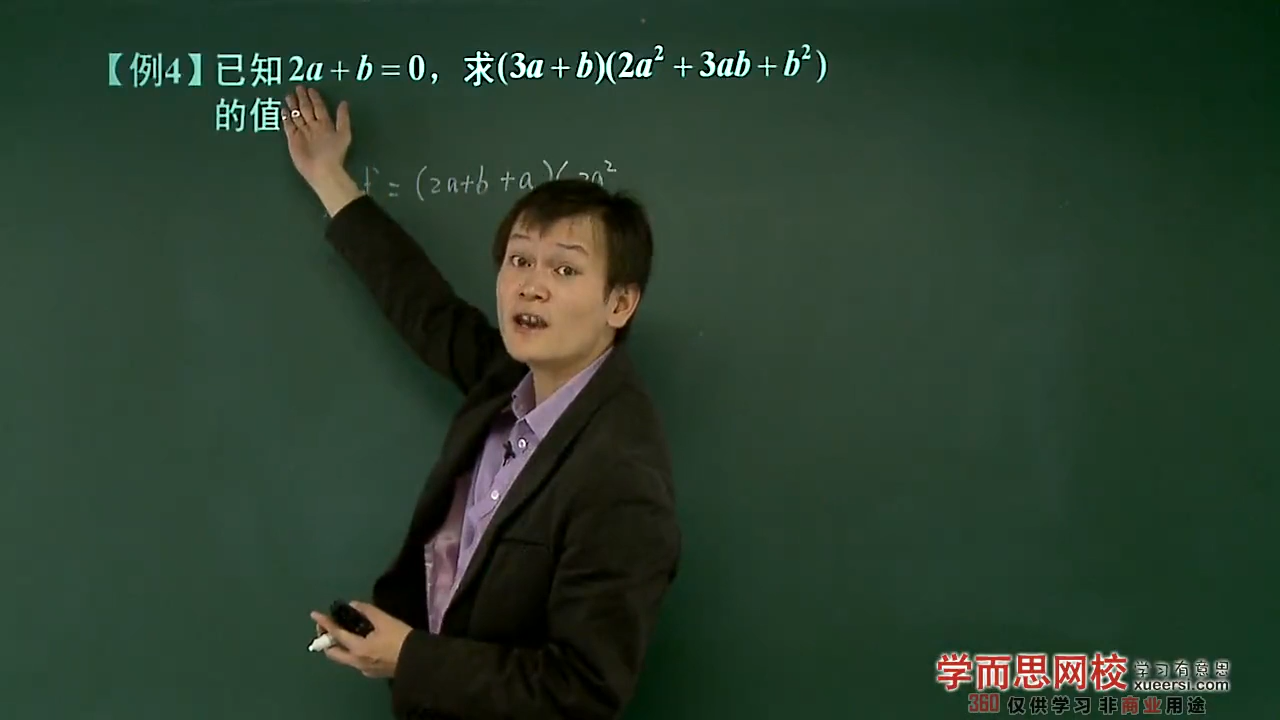 【例4】已知2a+b=0，求(3a+b)(2a²+3ab+b²)
的值。
= (2a+b+a)(2a²
学而思网校 学习有意思
xueersi.com
360 仅供学习 非商业用途